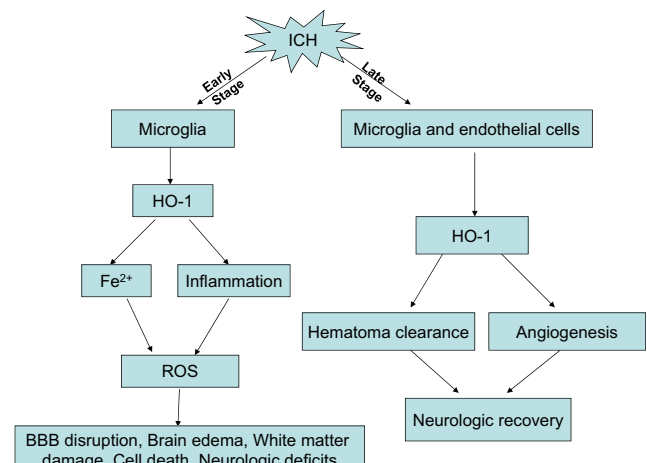 ICH
Early
Stage
Late
Stage
Microglia
Microglia and endothelial cells
HO-1
HO-1
Fe²⁺
Inflammation
Hematoma clearance
Angiogenesis
ROS
Neurologic recovery
BBB disruption, Brain edema, White matter
damage, Cell death, Neurologic deficits